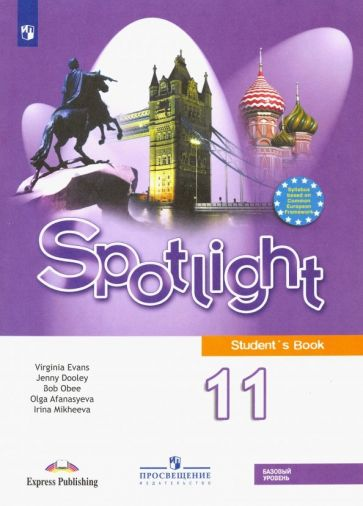 Syllabus
based on
Common
European
Framework
Spotlight
Student's Book
Virginia Evans
Jenny Dooley
Bob Obee
Olga Afanasyeva
Irina Mikheeva
11
Express Publishing
ПРОСВЕЩЕНИЕ
ИЗДАТЕЛЬСТВО
БАЗОВЫЙ
УРОВЕНЬ